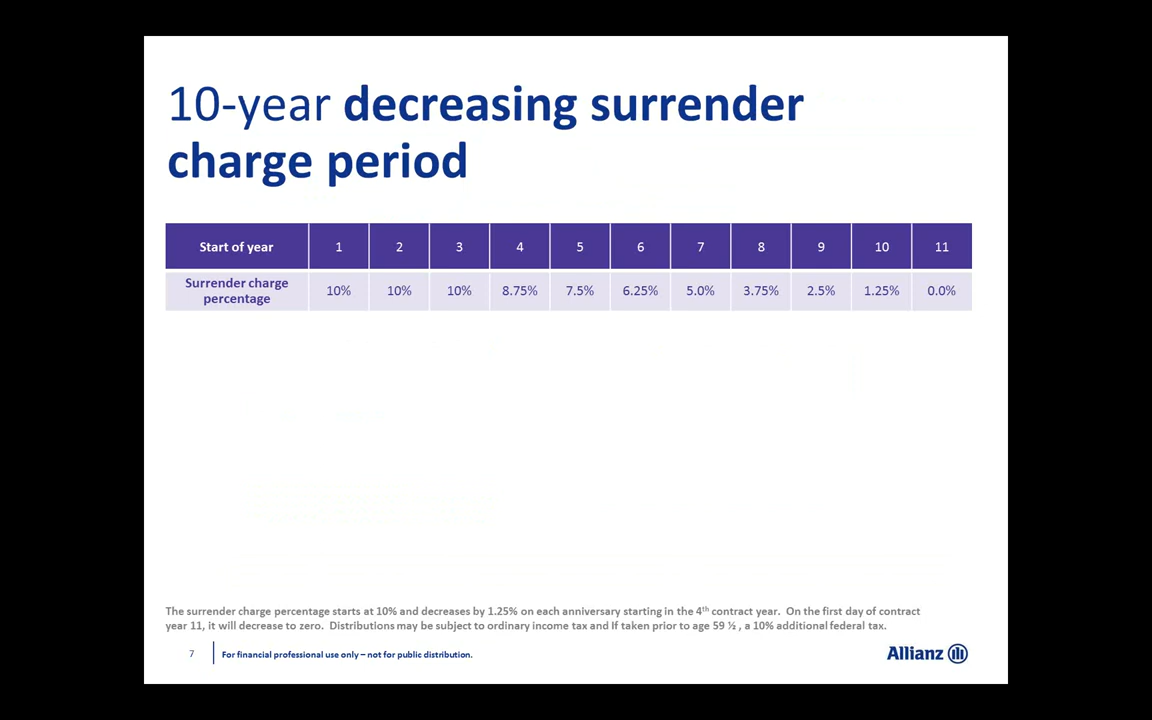 10-year decreasing surrender
charge period
Start of year 1 2 3 4 5 6 7 8 9 10 11
Surrender charge
percentage 10% 10% 10% 8.75% 7.5% 6.25% 5.0% 3.75% 2.5% 1.25% 0.0%
The surrender charge percentage starts at 10% and decreases by 1.25% on each anniversary starting in the 4th contract year.  On the first day of contract
year 11, it will decrease to zero.  Distributions may be subject to ordinary income tax and If taken prior to age 59 ½ , a 10% additional federal tax.
7 For financial professional use only – not for public distribution. Allianz